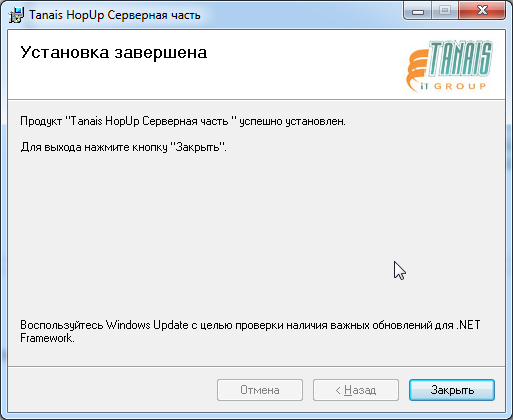 Tanais HopUp Серверная часть
Установка завершена
TANAIS
iT GROUP
Продукт "Tanais HopUp Серверная часть " успешно установлен.
Для выхода нажмите кнопку "Закрыть".
Воспользуйтесь Windows Update с целью проверки наличия важных обновлений для .NET
Framework.
Отмена
< Назад
Закрыть